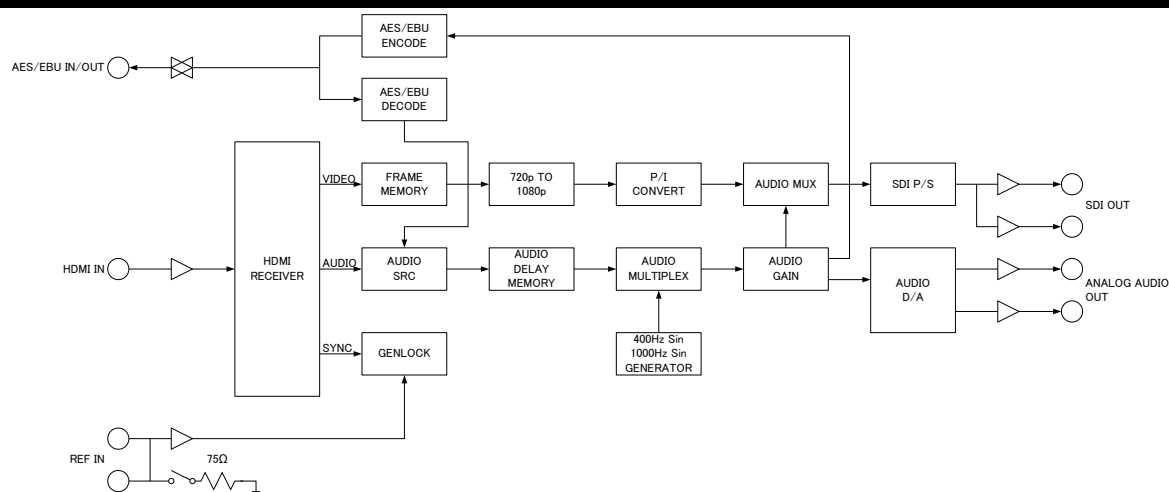 AES/EBU
ENCODE
AES/EBU IN/OUT
AES/EBU
DECODE
VIDEO
FRAME
MEMORY
720p TO
1080p
P/I
CONVERT
AUDIO MUX
SDI P/S
SDI OUT
HDMI IN
HDMI
RECEIVER
AUDIO
AUDIO
SRC
AUDIO
DELAY
MEMORY
AUDIO
MULTIPLEX
AUDIO
GAIN
AUDIO
D/A
ANALOG AUDIO
OUT
SYNC
GENLOCK
400Hz Sin
1000Hz Sin
GENERATOR
REF IN
75Ω